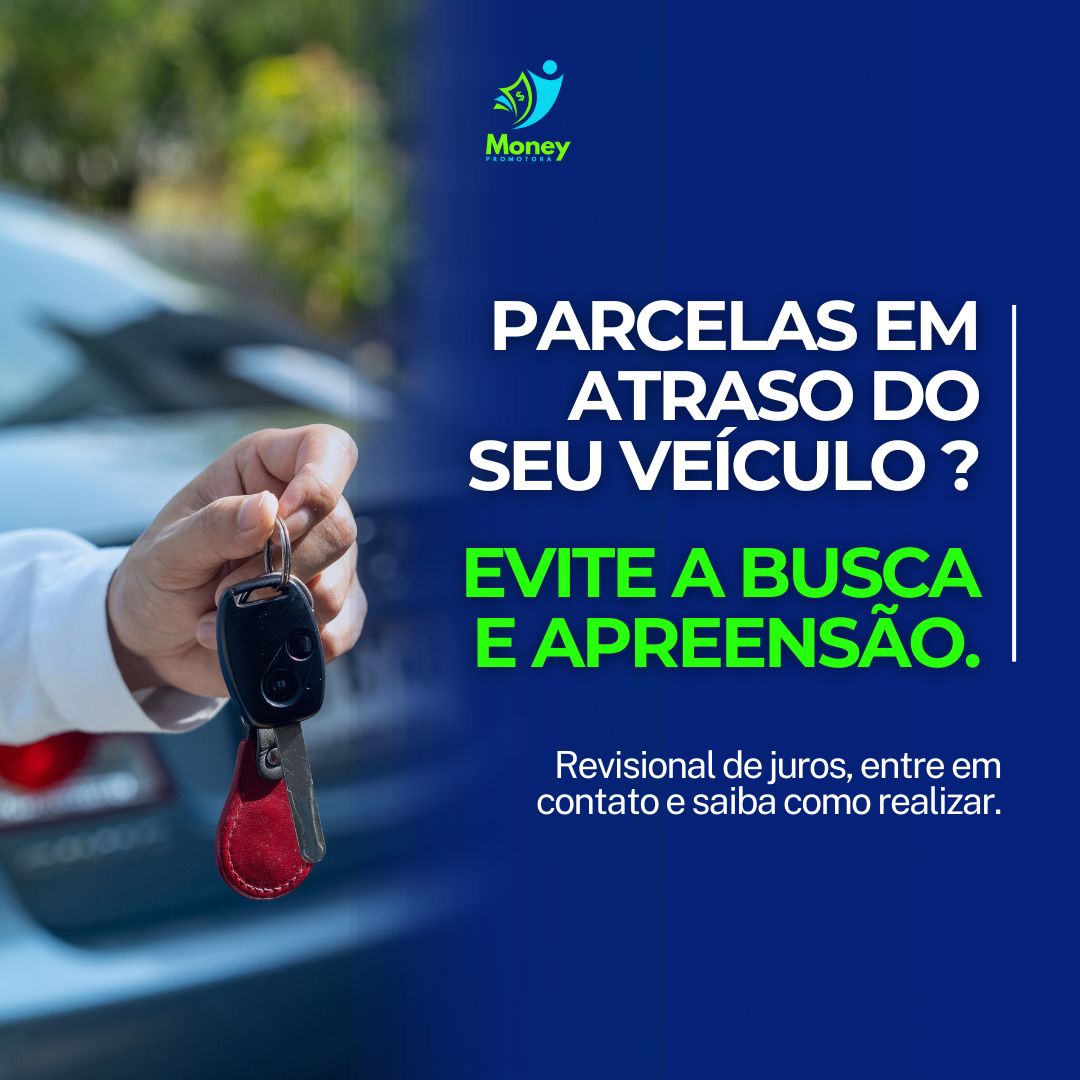 Money
PROMOTORA
PARCELAS EM
ATRASO DO
SEU VEÍCULO ?
EVITE A BUSCA
E APREENSÃO.
Revisional de juros, entre em
contato e saiba como realizar.